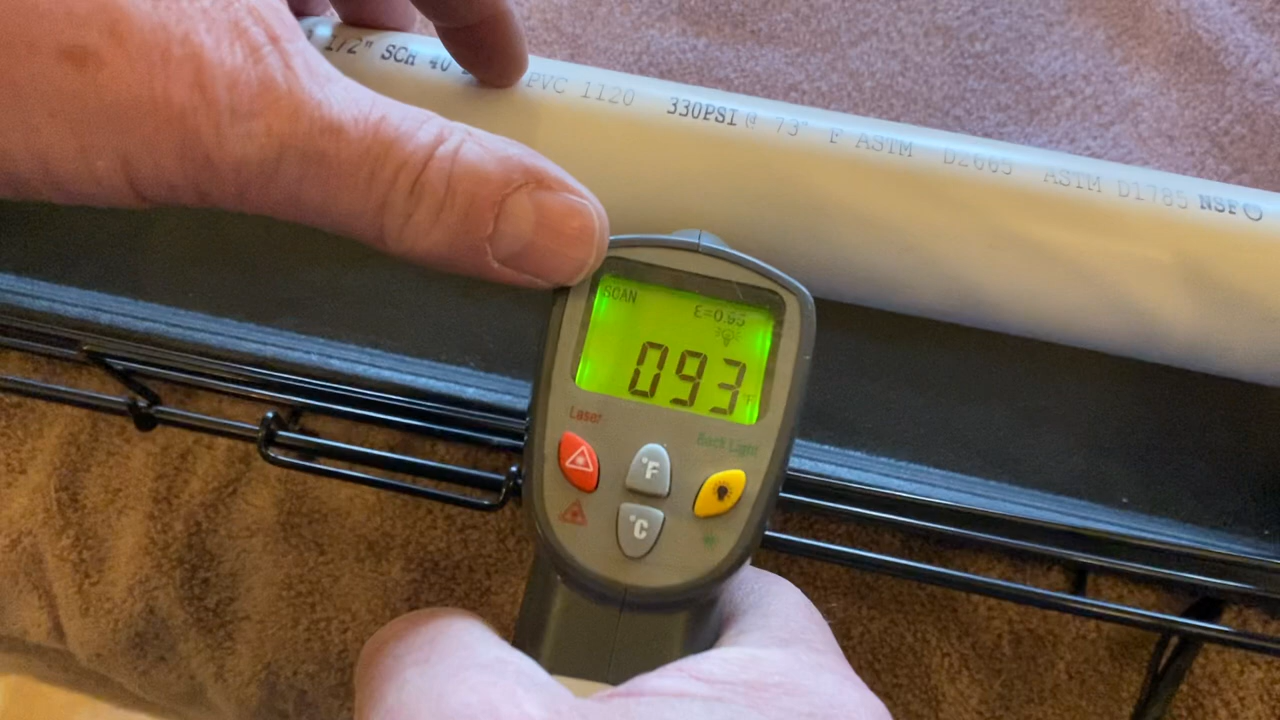 1/2" SCH 40 PVC 1120 330PSI @ 73° F ASTM D2665 ASTM D1785 NSF
SCAN
E=0.95
093 °F
Laser
Back Light
°F
°C